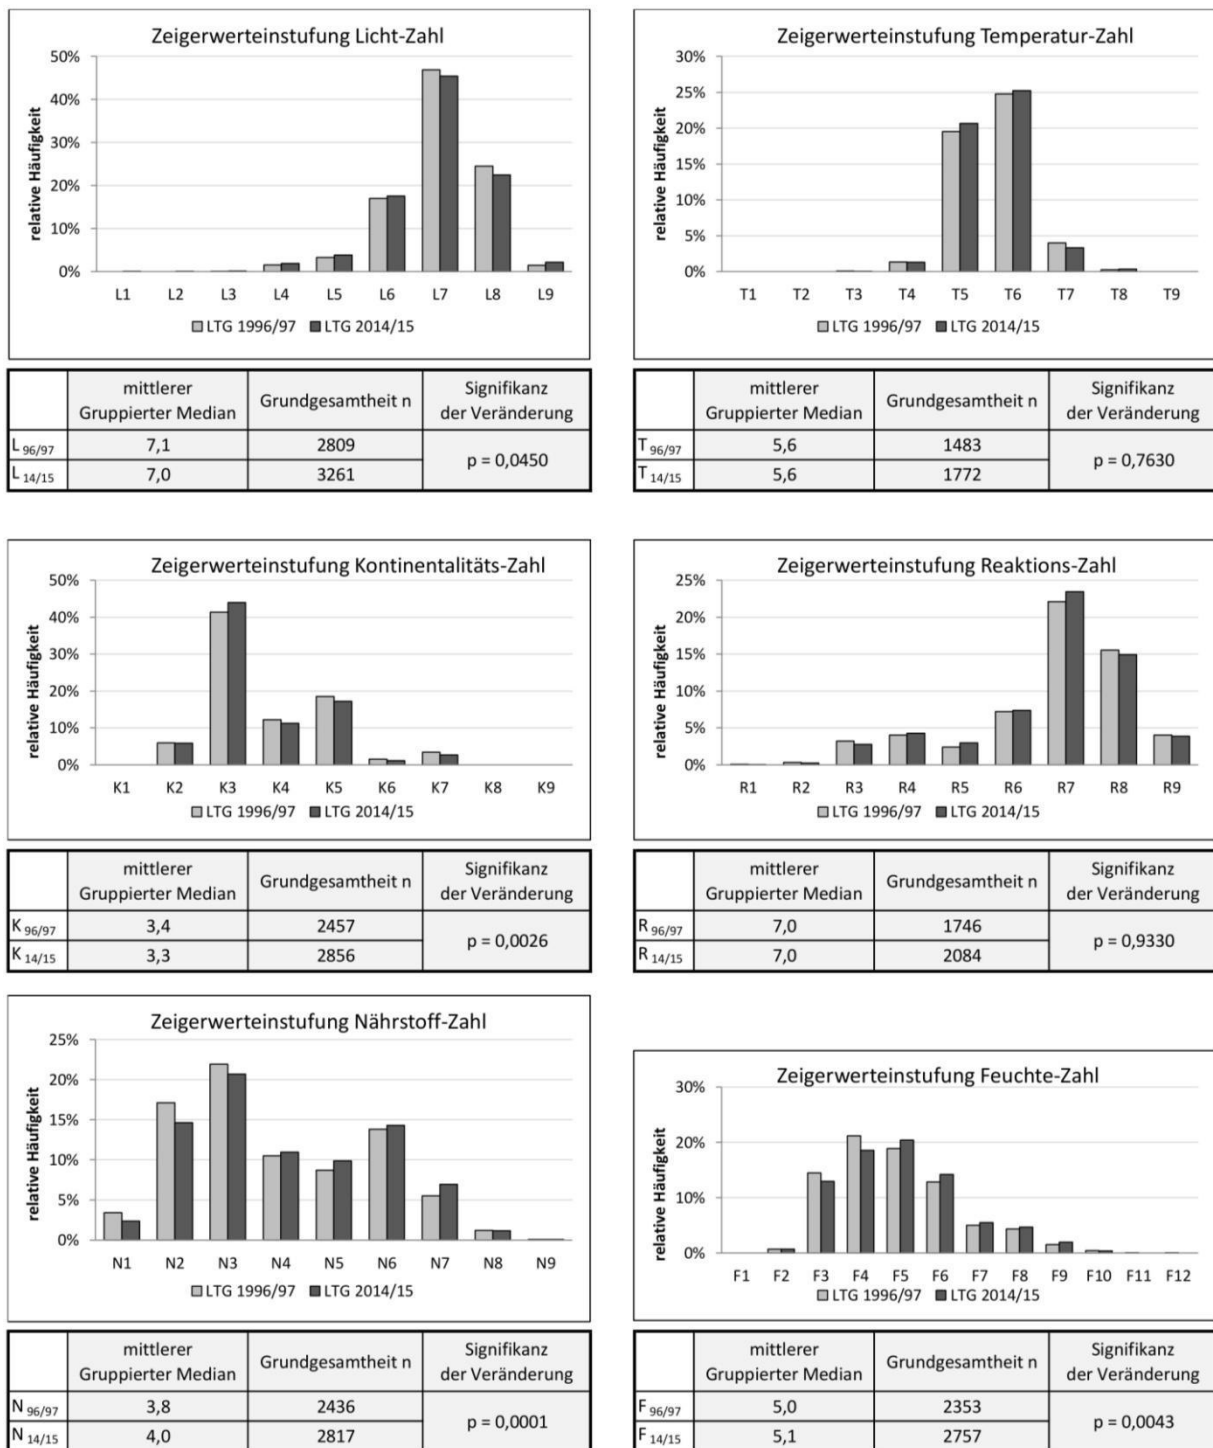 Zeigerwerteinstufung Licht-Zahl
relative Häufigkeit
50%
40%
30%
20%
10%
0%
L1 L2 L3 L4 L5 L6 L7 L8 L9
LTG 1996/97 LTG 2014/15
mittlerer Gruppierter Median Grundgesamtheit n Signifikanz der Veränderung
L 96/97 7,1 2809 p = 0,0450
L 14/15 7,0 3261
Zeigerwerteinstufung Temperatur-Zahl
relative Häufigkeit
30%
25%
20%
15%
10%
5%
0%
T1 T2 T3 T4 T5 T6 T7 T8 T9
LTG 1996/97 LTG 2014/15
mittlerer Gruppierter Median Grundgesamtheit n Signifikanz der Veränderung
T 96/97 5,6 1483 p = 0,7630
T 14/15 5,6 1772
Zeigerwerteinstufung Kontinentalitäts-Zahl
relative Häufigkeit
50%
40%
30%
20%
10%
0%
K1 K2 K3 K4 K5 K6 K7 K8 K9
LTG 1996/97 LTG 2014/15
mittlerer Gruppierter Median Grundgesamtheit n Signifikanz der Veränderung
K 96/97 3,4 2457 p = 0,0026
K 14/15 3,3 2856
Zeigerwerteinstufung Reaktions-Zahl
relative Häufigkeit
25%
20%
15%
10%
5%
0%
R1 R2 R3 R4 R5 R6 R7 R8 R9
LTG 1996/97 LTG 2014/15
mittlerer Gruppierter Median Grundgesamtheit n Signifikanz der Veränderung
R 96/97 7,0 1746 p = 0,9330
R 14/15 7,0 2084
Zeigerwerteinstufung Nährstoff-Zahl
relative Häufigkeit
25%
20%
15%
10%
5%
0%
N1 N2 N3 N4 N5 N6 N7 N8 N9
LTG 1996/97 LTG 2014/15
mittlerer Gruppierter Median Grundgesamtheit n Signifikanz der Veränderung
N 96/97 3,8 2436 p = 0,0001
N 14/15 4,0 2817
Zeigerwerteinstufung Feuchte-Zahl
relative Häufigkeit
30%
20%
10%
0%
F1 F2 F3 F4 F5 F6 F7 F8 F9 F10 F11 F12
LTG 1996/97 LTG 2014/15
mittlerer Gruppierter Median Grundgesamtheit n Signifikanz der Veränderung
F 96/97 5,0 2353 p = 0,0043
F 14/15 5,1 2757